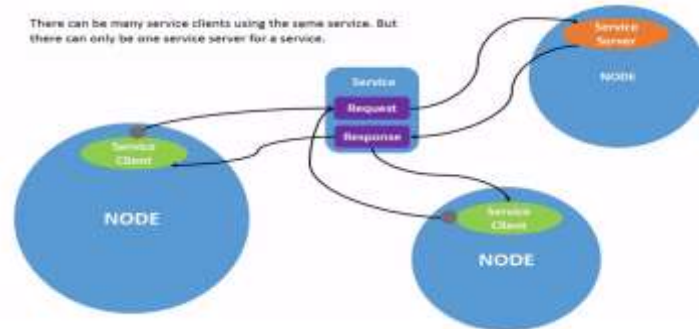 There can be many service clients using the same service. But
there can only be one service server for a service.
Service
Server
NODE
Service
Request
Response
Service
Client
NODE
Service
Client
NODE